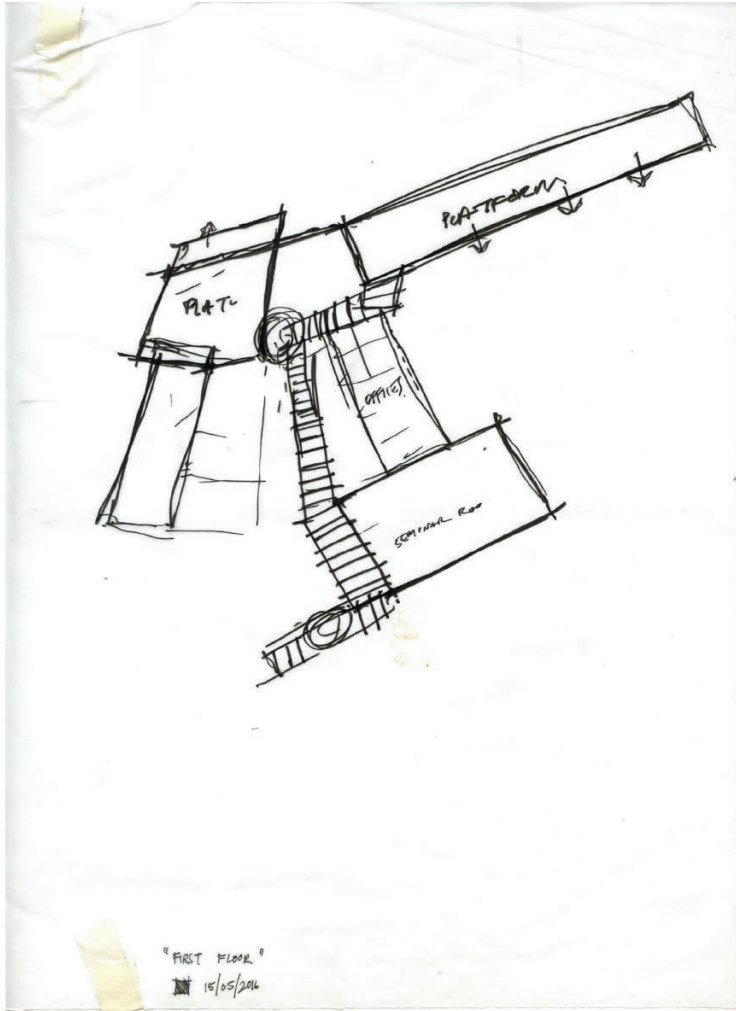 PLATFORM
PLAT
OFFICES
SEMINAR ROO
"FIRST FLOOR"
15/05/2016